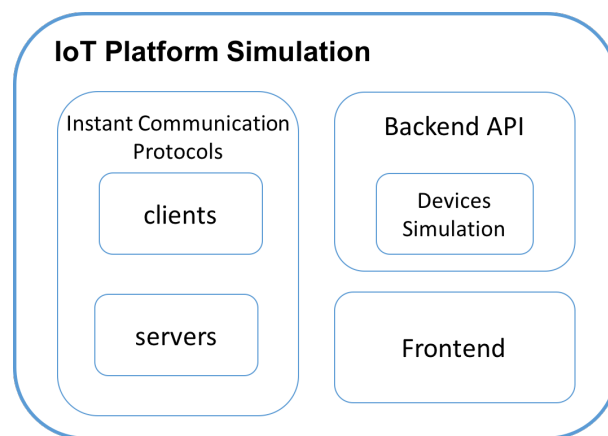 IoT Platform Simulation
Instant Communication
Protocols
clients
servers
Backend API
Devices
Simulation
Frontend